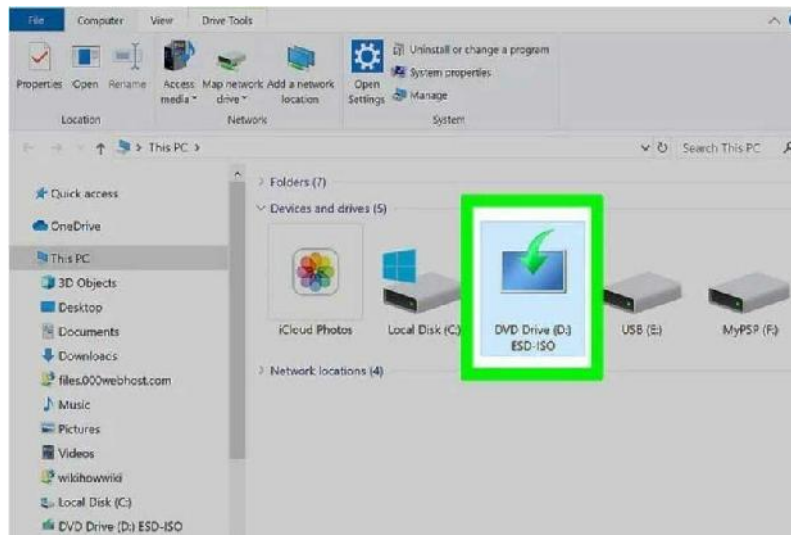 File Computer View Drive Tools
Properties Open Rename Access media Map network drive Add a network location Open Settings Uninstall or change a program
System properties
Manage
Location Network System
This PC Search This PC
Quick access
OneDrive
This PC
3D Objects
Desktop
Documents
Downloads
files.000webhost.com
Music
Pictures
Videos
wikihowwiki
Local Disk (C:)
DVD Drive (D:) ESD-ISO
Folders (7)
Devices and drives (5)
iCloud Photos Local Disk (C:) DVD Drive (D:) USB (E:) MyPSP (F:)
ESD-ISO
Network locations (4)